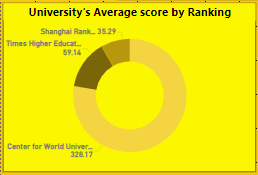 University's Average score by Ranking
Shanghai Rank... 35.29
Times Higher Educat...
59.14
Center for World Univer...
328.17